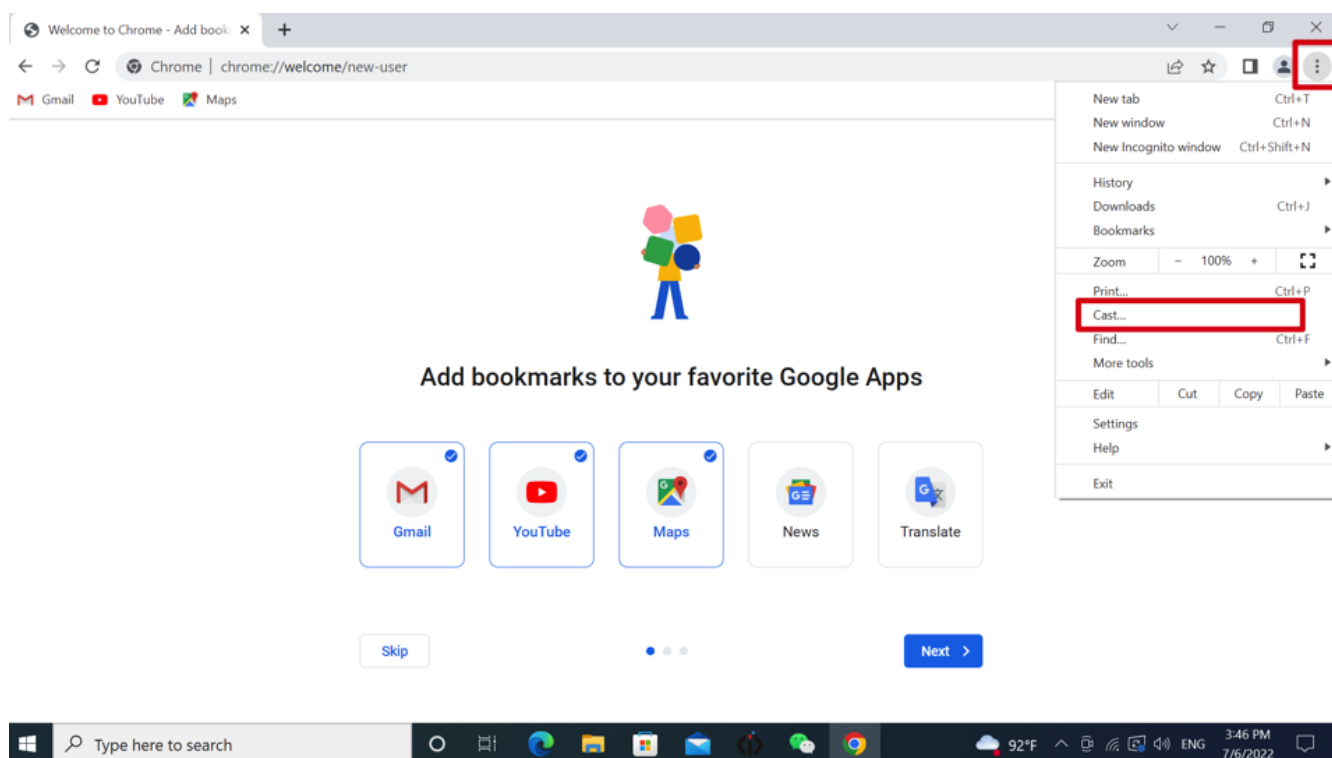 Welcome to Chrome - Add book
Chrome | chrome://welcome/new-user
Gmail YouTube Maps
New tab Ctrl+T
New window Ctrl+N
New Incognito window Ctrl+Shift+N
History
Downloads Ctrl+J
Bookmarks
Zoom - 100% +
Print... Ctrl+P
Cast...
Find... Ctrl+F
More tools
Edit Cut Copy Paste
Settings
Help
Exit
Add bookmarks to your favorite Google Apps
Gmail YouTube Maps News Translate
Skip Next
Type here to search 92°F ENG 3:46 PM
7/6/2022